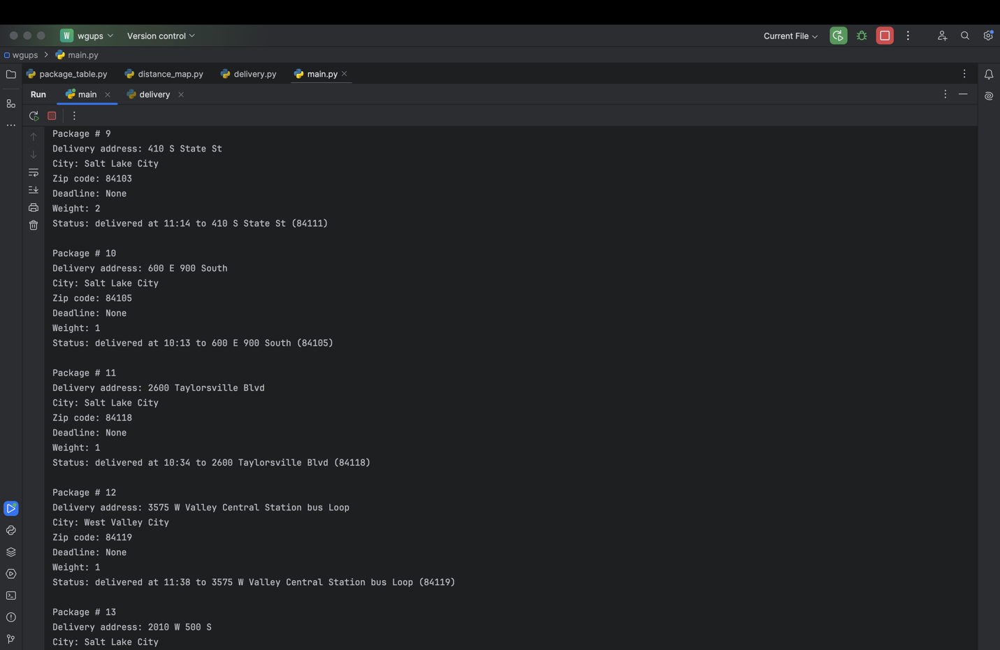 W wgups Version control Current File
wgups main.py
package_table.py distance_map.py delivery.py main.py
Run main delivery
Package # 9
Delivery address: 410 S State St
City: Salt Lake City
Zip code: 84103
Deadline: None
Weight: 2
Status: delivered at 11:14 to 410 S State St (84111)
Package # 10
Delivery address: 600 E 900 South
City: Salt Lake City
Zip code: 84105
Deadline: None
Weight: 1
Status: delivered at 10:13 to 600 E 900 South (84105)
Package # 11
Delivery address: 2600 Taylorsville Blvd
City: Salt Lake City
Zip code: 84118
Deadline: None
Weight: 1
Status: delivered at 10:34 to 2600 Taylorsville Blvd (84118)
Package # 12
Delivery address: 3575 W Valley Central Station bus Loop
City: West Valley City
Zip code: 84119
Deadline: None
Weight: 1
Status: delivered at 11:38 to 3575 W Valley Central Station bus Loop (84119)
Package # 13
Delivery address: 2010 W 500 S
City: Salt Lake City